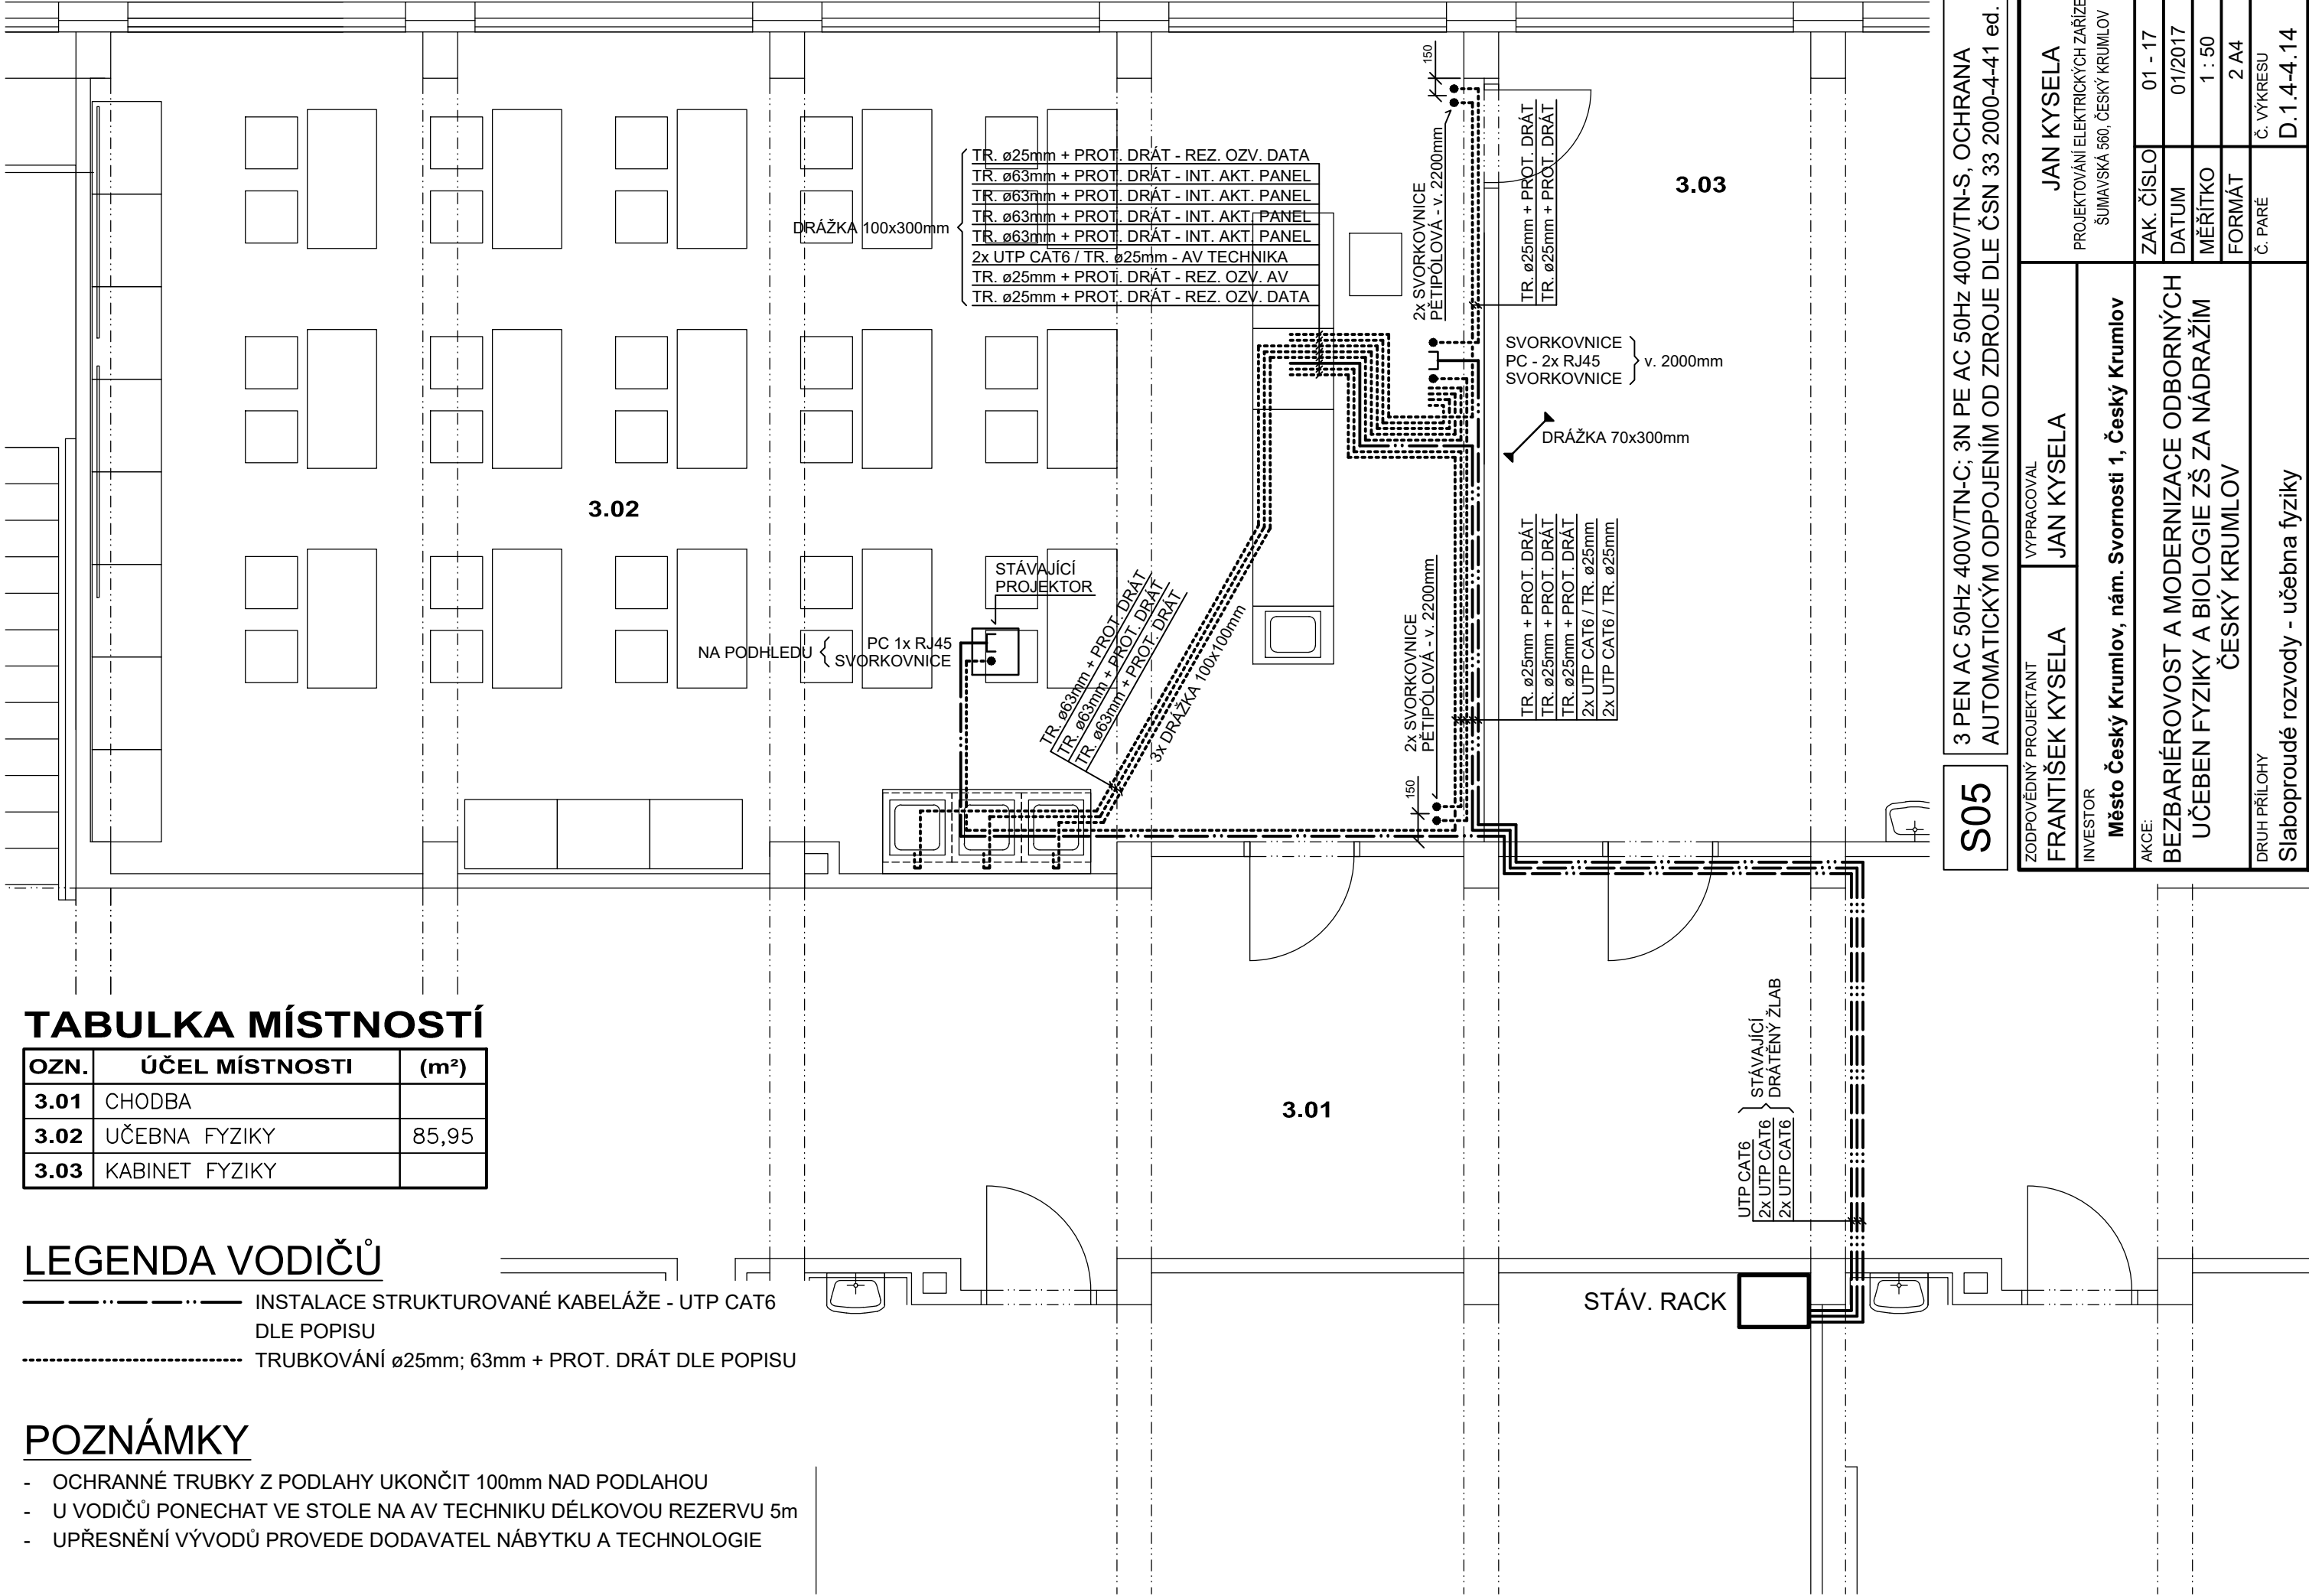 TR. ø25mm + PROT. DRÁT - REZ. OZV. DATA
TR. ø63mm + PROT. DRÁT - INT. AKT. PANEL
TR. ø63mm + PROT. DRÁT - INT. AKT. PANEL
TR. ø63mm + PROT. DRÁT - INT. AKT. PANEL
TR. ø63mm + PROT. DRÁT - INT. AKT. PANEL
2x UTP CAT6 / TR. ø25mm - AV TECHNIKA
TR. ø25mm + PROT. DRÁT - REZ. OZV. AV
TR. ø25mm + PROT. DRÁT - REZ. OZV. DATA
DRÁŽKA 100x300mm
150
2x SVORKOVNICE
PĚTIPÓLOVÁ - v. 2200mm
TR. ø25mm + PROT. DRÁT
TR. ø25mm + PROT. DRÁT
3.03
SVORKOVNICE
PC - 2x RJ45
SVORKOVNICE
v. 2000mm
DRÁŽKA 70x300mm
3.02
STÁVAJÍCÍ
PROJEKTOR
NA PODHLEDU
PC 1x RJ45
SVORKOVNICE
TR. ø63mm + PROT. DRÁT
TR. ø63mm + PROT. DRÁT
TR. ø63mm + PROT. DRÁT
3x DRÁŽKA 100x100mm
2x SVORKOVNICE
PĚTIPÓLOVÁ - v. 2200mm
150
TR. ø25mm + PROT. DRÁT
TR. ø25mm + PROT. DRÁT
TR. ø25mm + PROT. DRÁT
2x UTP CAT6 / TR. ø25mm
2x UTP CAT6 / TR. ø25mm
3.01
UTP CAT6
2x UTP CAT6
2x UTP CAT6
STÁVAJÍCÍ
DRÁTĚNÝ ŽLAB
STÁV. RACK
TABULKA MÍSTNOSTÍ
OZN. ÚČEL MÍSTNOSTI (m²)
3.01 CHODBA
3.02 UČEBNA FYZIKY 85,95
3.03 KABINET FYZIKY
LEGENDA VODIČŮ
INSTALACE STRUKTUROVANÉ KABELÁŽE - UTP CAT6
DLE POPISU
TRUBKOVÁNÍ ø25mm; 63mm + PROT. DRÁT DLE POPISU
POZNÁMKY
- OCHRANNÉ TRUBKY Z PODLAHY UKONČIT 100mm NAD PODLAHOU
- U VODIČŮ PONECHAT VE STOLE NA AV TECHNIKU DÉLKOVOU REZERVU 5m
- UPŘESNĚNÍ VÝVODŮ PROVEDE DODAVATEL NÁBYTKU A TECHNOLOGIE
S05
3 PEN AC 50Hz 400V/TN-C; 3N PE AC 50Hz 400V/TN-S, OCHRANA
AUTOMATICKÝM ODPOJENÍM OD ZDROJE DLE ČSN 33 2000-4-41 ed.
ZODPOVĚDNÝ PROJEKTANT
FRANTIŠEK KYSELA
VYPRACOVAL
JAN KYSELA
JAN KYSELA
PROJEKTOVÁNÍ ELEKTRICKÝCH ZAŘÍZE
ŠUMAVSKÁ 560, ČESKÝ KRUMLOV
INVESTOR
Město Český Krumlov, nám. Svornosti 1, Český Krumlov
AKCE:
BEZBARIÉROVOST A MODERNIZACE ODBORNÝCH
UČEBEN FYZIKY A BIOLOGIE ZŠ ZA NÁDRAŽÍM
ČESKÝ KRUMLOV
ZAK. ČÍSLO 01 - 17
DATUM 01/2017
MĚŘÍTKO 1 : 50
FORMÁT 2 A4
DRUH PŘÍLOHY
Slaboproudé rozvody - učebna fyziky
Č. PARÉ
Č. VÝKRESU
D.1.4-4.14